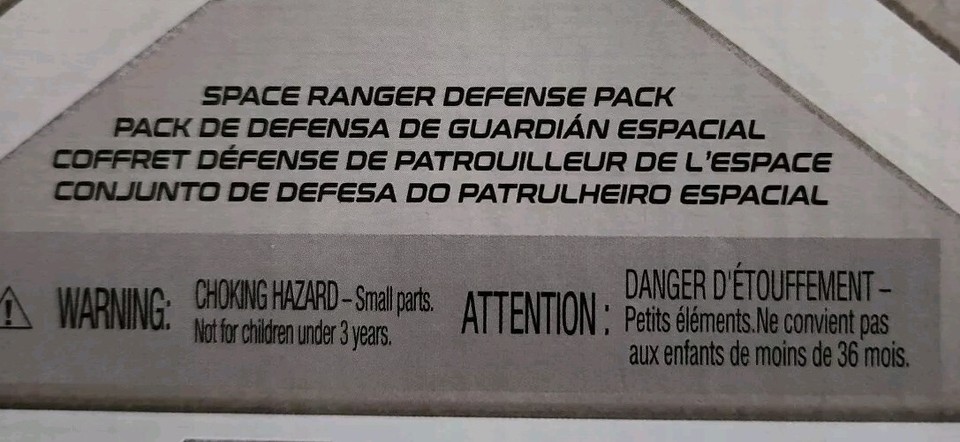 SPACE RANGER DEFENSE PACK
PACK DE DEFENSA DE GUARDIÁN ESPACIAL
COFFRET DÉFENSE DE PATROUILLEUR DE L'ESPACE
CONJUNTO DE DEFESA DO PATRULHEIRO ESPACIAL
WARNING:
CHOKING HAZARD – Small parts.
Not for children under 3 years.
ATTENTION :
DANGER D'ÉTOUFFEMENT –
Petits éléments.Ne convient pas
aux enfants de moins de 36 mois.